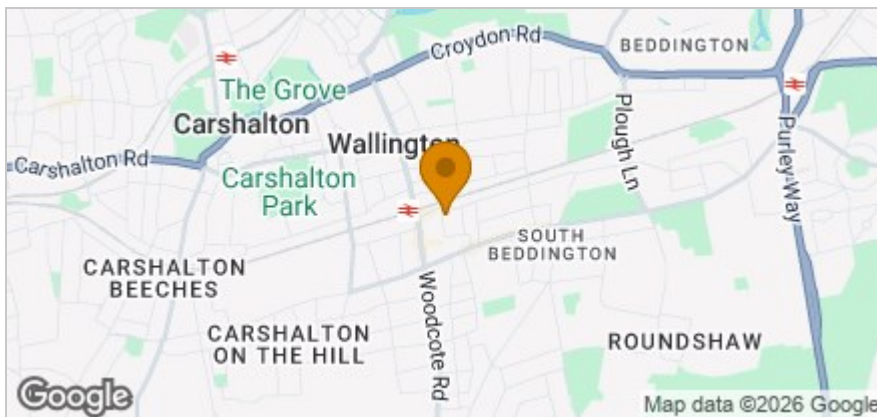 Croydon Rd
BEDDINGTON
The Grove
Carshalton
Wallington
Plough Ln
Purley Way
Carshalton Rd
Carshalton
Park
SOUTH
BEDDINGTON
CARSHALTON
BEECHES
Woodcote Rd
CARSHALTON
ON THE HILL
ROUNDSHAW
Google
Map data ©2026 Google